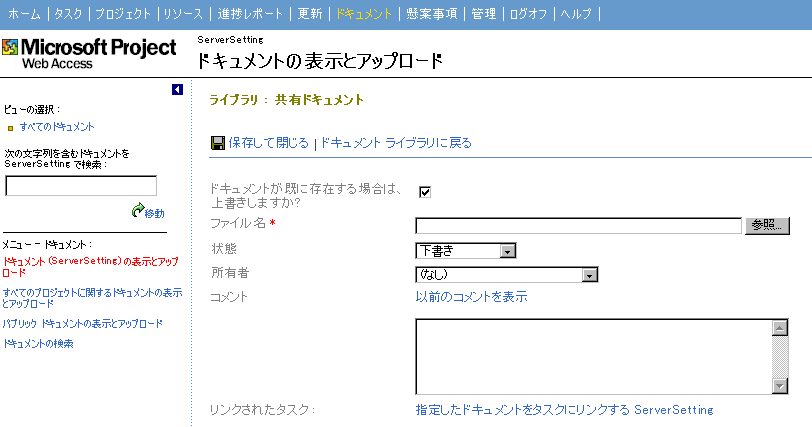 ホーム | タスク | プロジェクト | リソース | 進捗レポート | 更新 | ドキュメント | 懸案事項 | 管理 | ログオフ | ヘルプ |
Microsoft Project
Web Access
ServerSetting
ドキュメントの表示とアップロード
ビューの選択:
すべてのドキュメント
次の文字列を含むドキュメントを
ServerSetting で検索:
移動
メニュー - ドキュメント:
ドキュメント (ServerSetting) の表示とアップ
ロード
すべてのプロジェクトに関するドキュメントの表示
とアップロード
パブリック ドキュメントの表示とアップロード
ドキュメントの検索
ライブラリ : 共有ドキュメント
保存して閉じる | ドキュメント ライブラリに戻る
ドキュメントが既に存在する場合は、
上書きしますか?
ファイル名 *
参照...
状態
下書き
所有者
(なし)
コメント
以前のコメントを表示
リンクされたタスク:
指定したドキュメントをタスクにリンクする ServerSetting